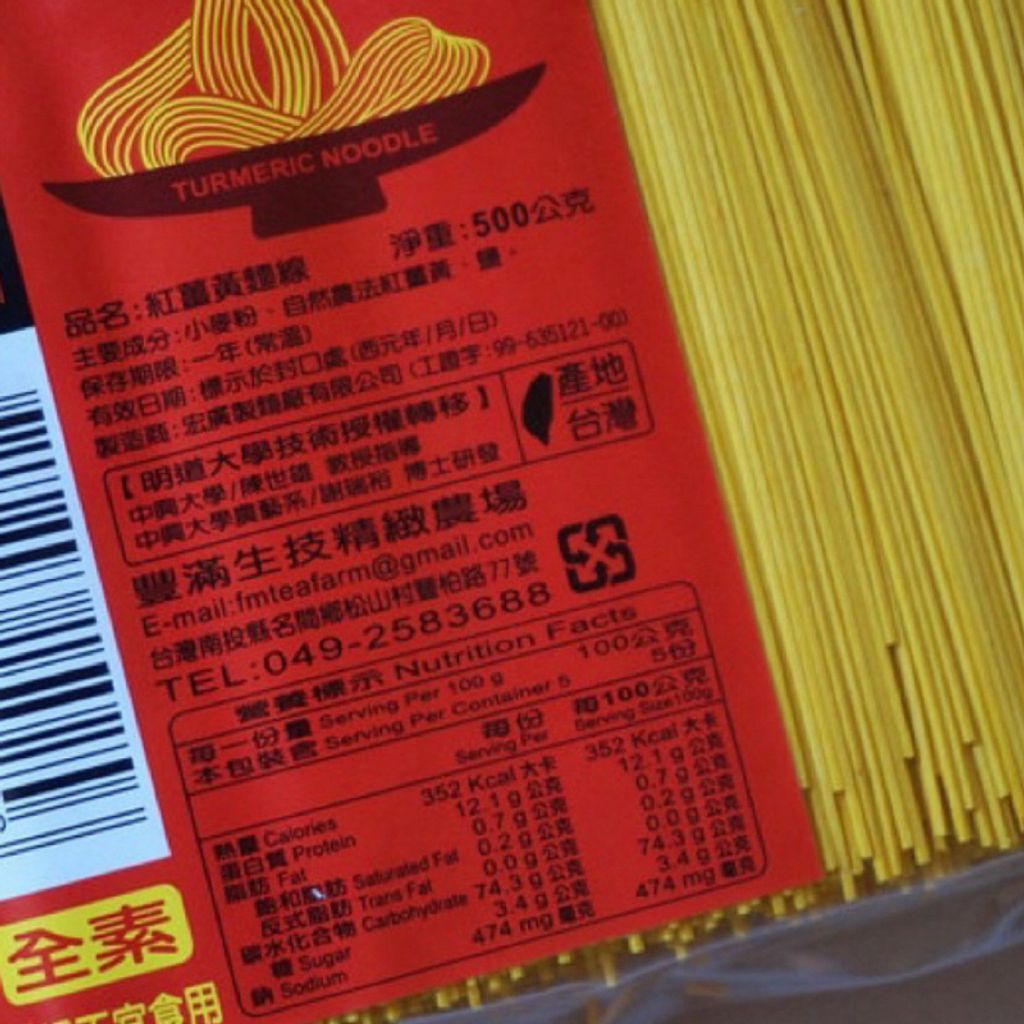 TURMERIC NOODLE
淨重:500公克
品名:紅薑黃麵線
主要成分:小麥粉、自然農法紅薑黃、鹽。
保存期限:一年(常溫)
有效日期:標示於封口處(西元年/月/日)
製造商:宏廣製麵廠有限公司(工證字:99-635121-00)
【明道大學技術授權轉移】
中興大學/陳世雄 教授指導
中興大學農藝系/謝瑞裕 博士研發
產地
台灣
豐滿生技精緻農場
E-mail:fmteafarm@gmail.com
台灣南投縣名間鄉松山村豐柏路77號
TEL:049-2583688
營養標示 Nutrition Facts
每一份量 Serving Per 100 g 100公克
本包裝含 Serving Per Container 5 5份
每份 每100公克
Serving Per Serving Size100g
熱量 Calories 352 Kcal 大卡 352 Kcal 大卡
蛋白質 Protein 12.1 g 公克 12.1 g 公克
脂肪 Fat 0.7 g 公克 0.7 g 公克
飽和脂肪 Saturated Fat 0.2 g 公克 0.2 g 公克
反式脂肪 Trans Fat 0.0 g 公克 0.0 g 公克
碳水化合物 Carbohydrate 74.3 g 公克 74.3 g 公克
糖 Sugar 3.4 g 公克 3.4 g 公克
鈉 Sodium 474 mg 毫克 474 mg 毫克
全素
不宜食用